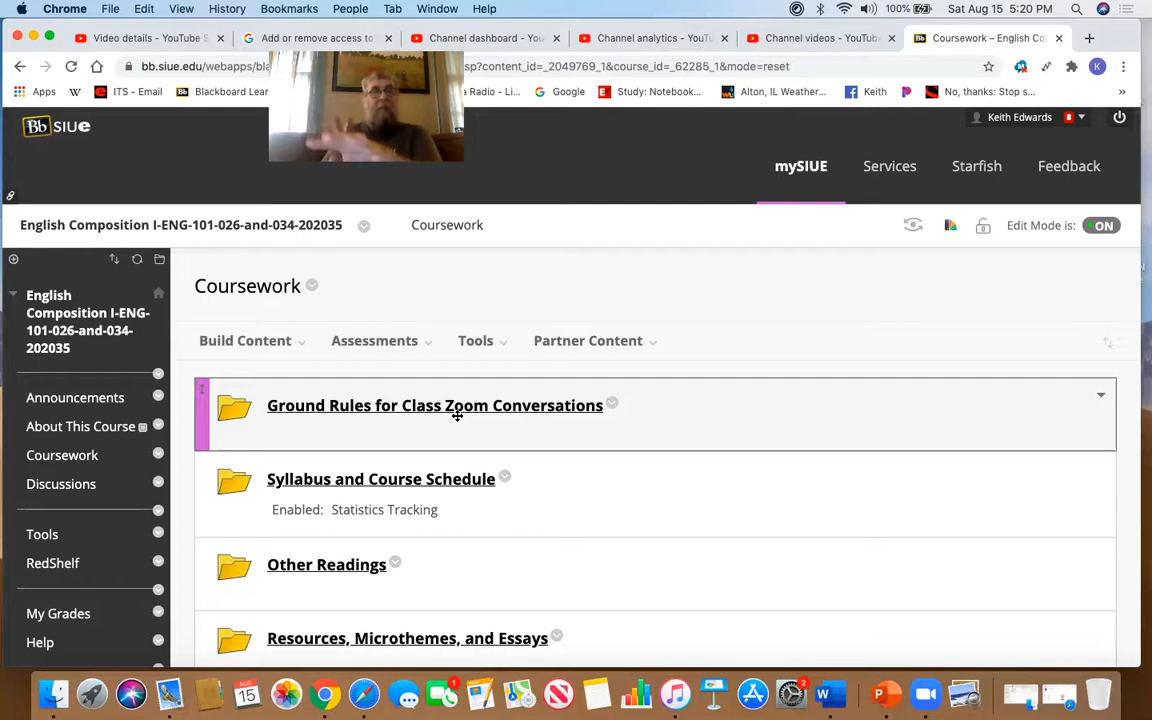 Chrome File Edit View History Bookmarks People Tab Window Help 100% Sat Aug 15 5:20 PM
Video details - YouTube S Add or remove access to Channel dashboard - You Channel analytics - YouTub Channel videos - YouTube Coursework – English Co
bb.siue.edu/webapps/bla sp?content_id=_2049769_1&course_id=_62285_1&mode=reset K
Apps W ITS - Email Blackboard Lear a Radio - Li... Google Study: Notebook... Alton, IL Weather... Keith No, thanks: Stop s... »
Bb SIUe Keith Edwards 8
mySIUE Services Starfish Feedback
English Composition I-ENG-101-026-and-034-202035 Coursework Edit Mode is: ON
English
Composition I-ENG-
101-026-and-034-
202035
Announcements
About This Course
Coursework
Discussions
Tools
RedShelf
My Grades
Help
Coursework
Build Content Assessments Tools Partner Content
Ground Rules for Class Zoom Conversations
Syllabus and Course Schedule
Enabled: Statistics Tracking
Other Readings
Resources, Microthemes, and Essays